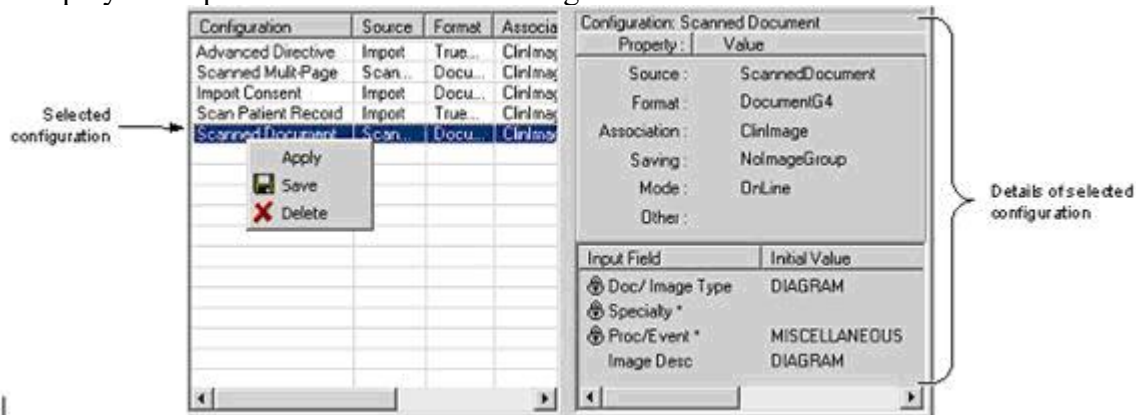 Configuration Source Format Associa
Advanced Directive Import True... ClinImag
Scanned Mulit-Page Scan... Docu... ClinImag
Import Consent Import Docu... ClinImag
Scan Patient Record Import True... ClinImag
Scanned Document Scan... Docu... ClinImag
Apply
Save
Delete
Selected
configuration
Configuration: Scanned Document
Property : Value
Source : ScannedDocument
Format : DocumentG4
Association : ClinImage
Saving : NoImageGroup
Mode : OnLine
Other :
Input Field Initial Value
Doc/ Image Type DIAGRAM
Specialty *
Proc/Event * MISCELLANEOUS
Image Desc DIAGRAM
Details of selected
configuration